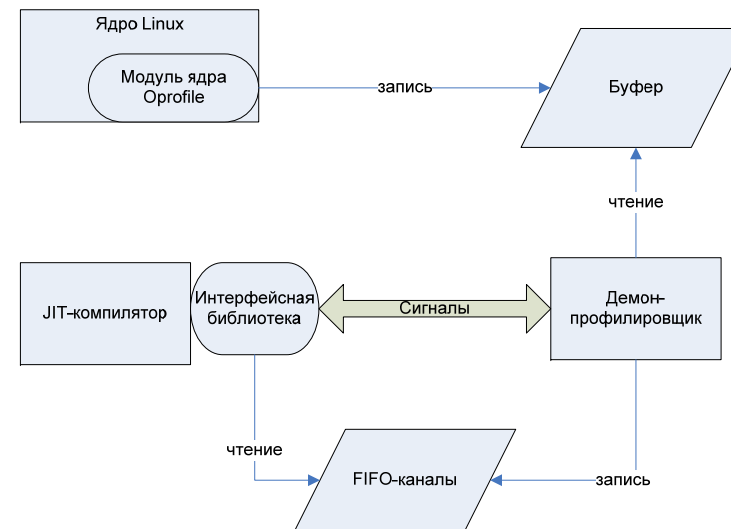 Ядро Linux
Модуль ядра
Oprofile
запись
Буфер
чтение
JIT-компилятор
Интерфейсная
библиотека
Сигналы
Демон-
профилировщик
чтение
FIFO-каналы
запись